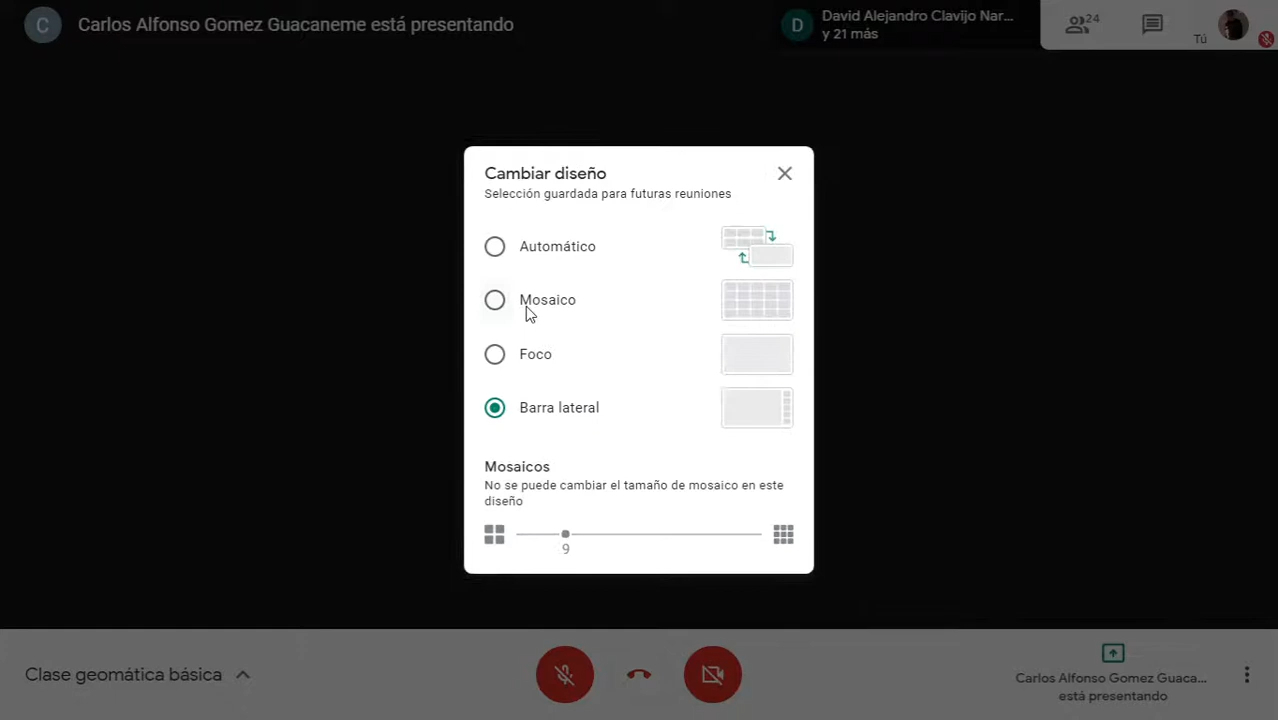 C
Carlos Alfonso Gomez Guacaneme está presentando
D
David Alejandro Clavijo Nar...
y 21 más
24
Tú
Cambiar diseño
Selección guardada para futuras reuniones
Automático
Mosaico
Foco
Barra lateral
Mosaicos
No se puede cambiar el tamaño de mosaico en este
diseño
9
Clase geomática básica
Carlos Alfonso Gomez Guaca...
está presentando